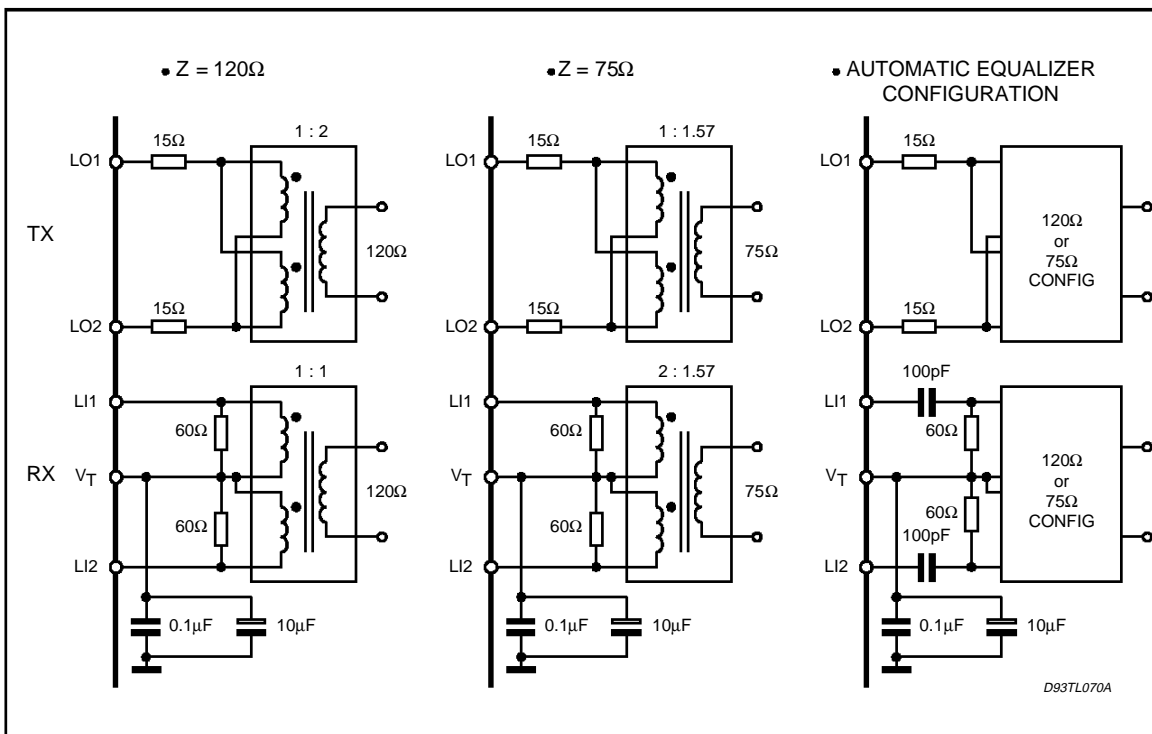 • Z = 120Ω
1 : 2
15Ω
LO1
TX
120Ω
15Ω
LO2
1 : 1
LI1
60Ω
RX
VT
120Ω
60Ω
LI2
0.1µF
10µF
• Z = 75Ω
1 : 1.57
15Ω
LO1
75Ω
15Ω
LO2
2 : 1.57
LI1
60Ω
VT
75Ω
60Ω
LI2
0.1µF
10µF
• AUTOMATIC EQUALIZER
CONFIGURATION
15Ω
LO1
120Ω
or
75Ω
CONFIG
15Ω
LO2
100pF
LI1
60Ω
VT
120Ω
or
75Ω
CONFIG
60Ω
100pF
LI2
0.1µF
10µF
D93TL070A